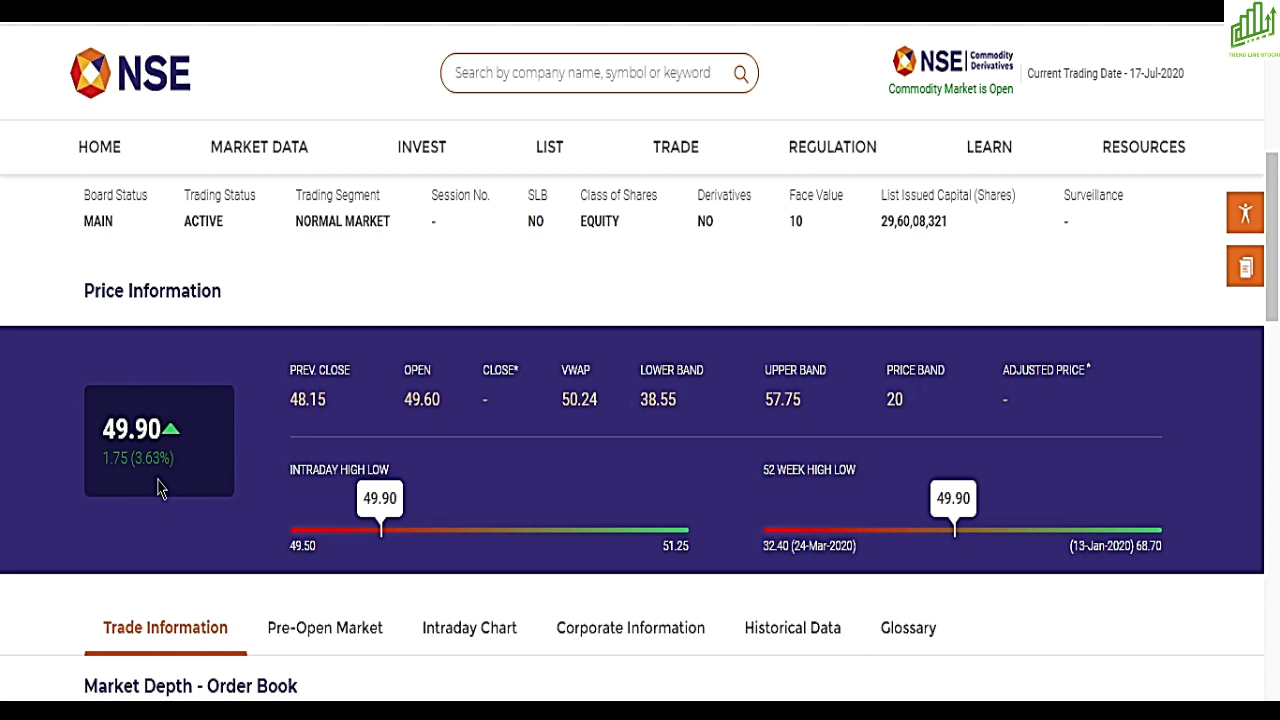 TREND LINE STOCKS
NSE
Search by company name, symbol or keyword
NSE | Commodity Derivatives
Commodity Market is Open
Current Trading Date - 17-Jul-2020
HOME MARKET DATA INVEST LIST TRADE REGULATION LEARN RESOURCES
Board Status Trading Status Trading Segment Session No. SLB Class of Shares Derivatives Face Value List Issued Capital (Shares) Surveillance
MAIN ACTIVE NORMAL MARKET - NO EQUITY NO 10 29,60,08,321 -
Price Information
PREV. CLOSE OPEN CLOSE* VWAP LOWER BAND UPPER BAND PRICE BAND ADJUSTED PRICE*
48.15 49.60 - 50.24 38.55 57.75 20 -
49.90
1.75 (3.63%)
INTRADAY HIGH LOW 52 WEEK HIGH LOW
49.90 49.90
49.50 51.25 32.40 (24-Mar-2020) (13-Jan-2020) 68.70
Trade Information Pre-Open Market Intraday Chart Corporate Information Historical Data Glossary
Market Depth - Order Book